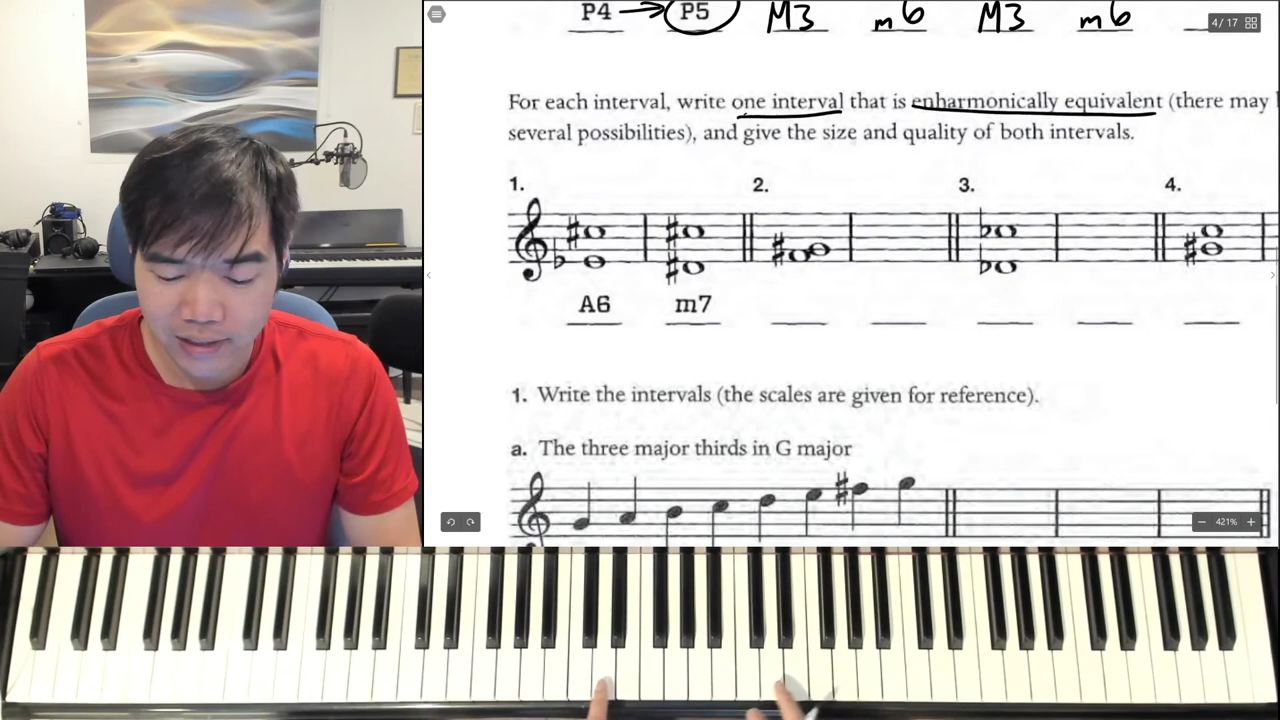 P4 → P5 M3 m6 M3 m6
4 / 17
For each interval, write one interval that is enharmonically equivalent (there may
several possibilities), and give the size and quality of both intervals.
1. 2. 3. 4.
A6 m7
1. Write the intervals (the scales are given for reference).
a. The three major thirds in G major
421%